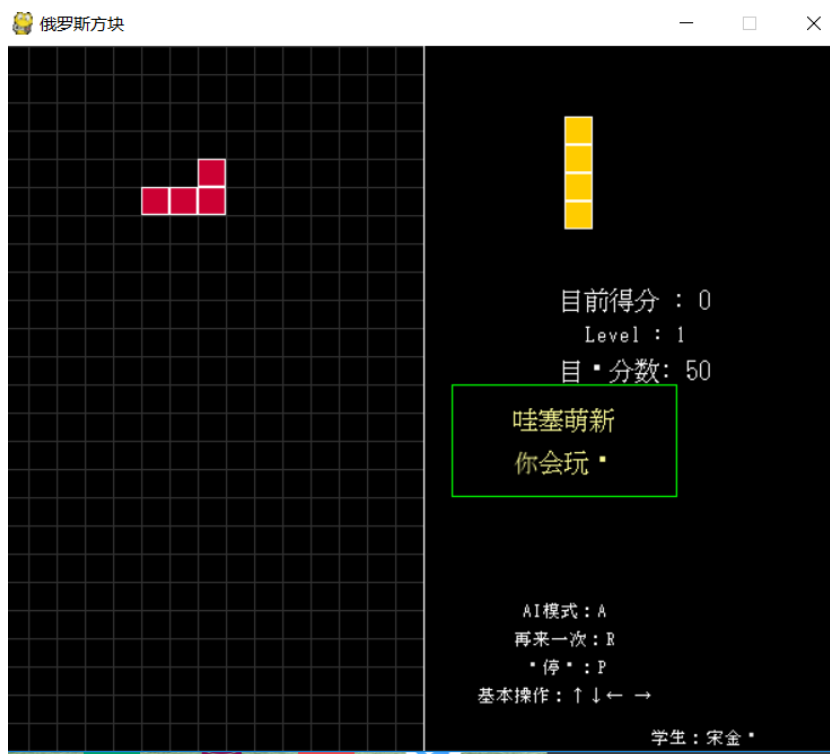 俄罗斯方块
目前得分 : 0
Level : 1
目▪分数: 50
哇塞萌新
你会玩▪
AI模式:A
再来一次:R
▪停▪:P
基本操作:↑↓← →
学生:宋金▪